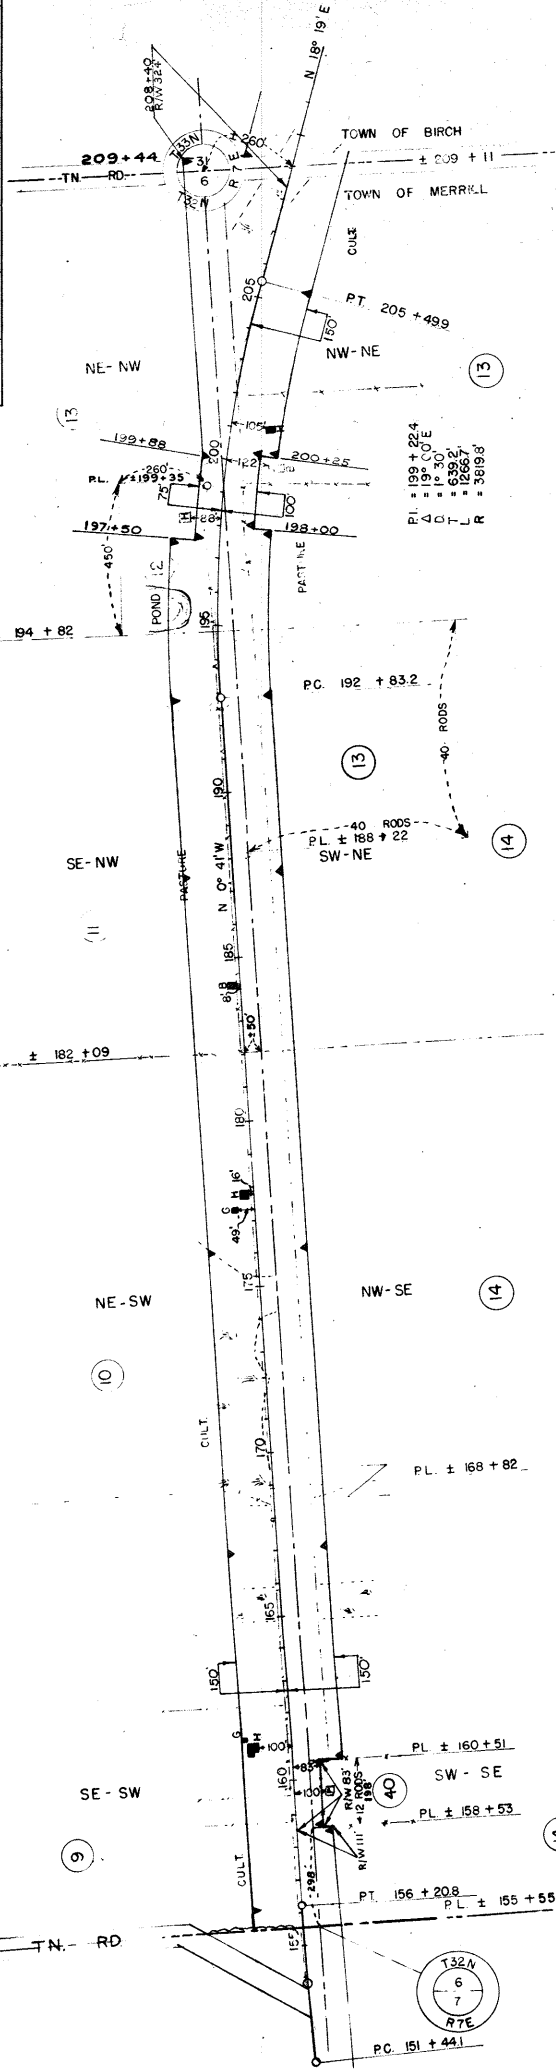 N 18° 19' E
208+40
R/W 324'
± 260'
TOWN OF BIRCH
T33N
31
R 7 E
209+44
± 209 + 11
TN RD
6
T32N
TOWN OF MERRILL
CULT.
205
P.T. 205 +49.9
150'
NW-NE
NE-NW
13
13
105'
H
199+88
200
200+25
122'
P.I. = 199 + 22.4
Δ = 19° 00' E
D = 1° 30'
T = 639.2'
L = 1266.7'
R = 3819.8'
260'
P.L. ±199+35
75'
100'
H
88'
197+50
198+00
450'
PASTURE
POND
12
195
194 + 82
P.C. 192 + 83.2
40 RODS
13
190
40 RODS
P.L. ± 188 + 22
SW-NE
14
SE-NW
PASTURE
N 0° 41' W
11
185
8' B
±50'
± 182 +09
180
16'
H
G
49'
175
NE-SW
NW-SE
14
10
CULT.
170
P.L. ± 168 + 82
165
150'
150'
G
H
100'
P.L. ± 160 +51
83'
160
SW - SE
SE-SW
100'
H
R/W 83'
12 RODS
198'
40
P.L. ± 158 +53
R/W 111'
9
CULT.
298'
P.T. 156 +20.8
P.L. ± 155 +55
TN. RD
155
T32N
6
7
R7E
P.C. 151 + 44.1